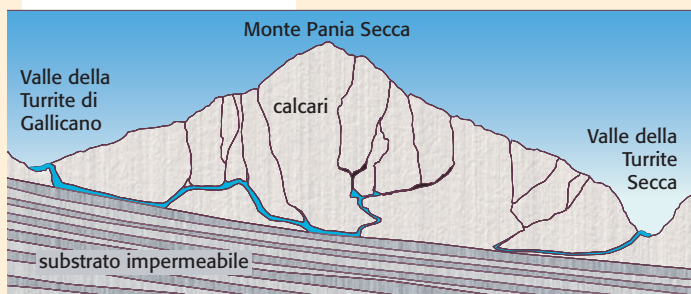 Monte Pania Secca
Valle della
Turrite di
Gallicano
calcari
Valle della
Turrite
Secca
substrato impermeabile